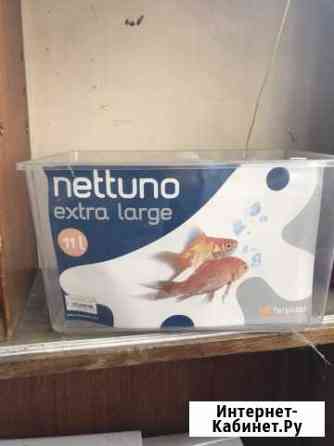 nettuno
extra large
11 l
ferplast
Интернет-
Кабинет.Ру